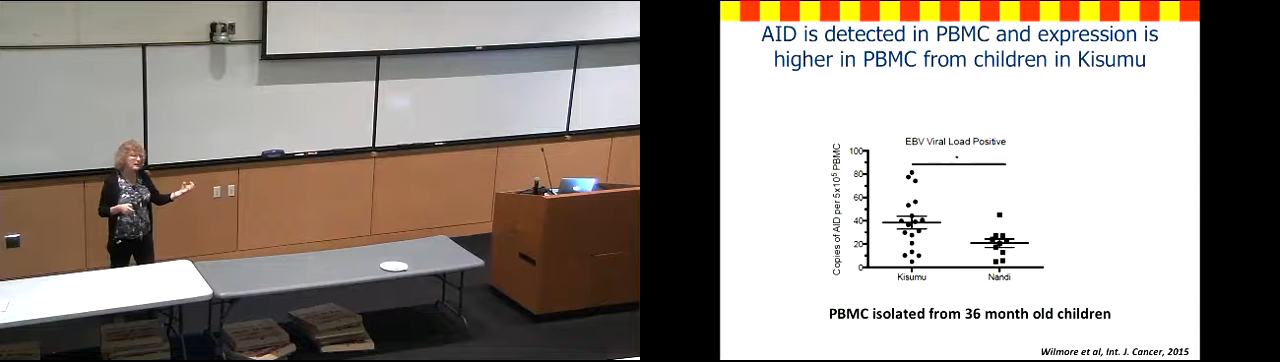 AID is detected in PBMC and expression is
higher in PBMC from children in Kisumu
EBV Viral Load Positive
*
Copies of AID per 5x10⁵ PBMC
100
80
60
40
20
0
Kisumu
Nandi
PBMC isolated from 36 month old children
Wilmore et al, Int. J. Cancer, 2015